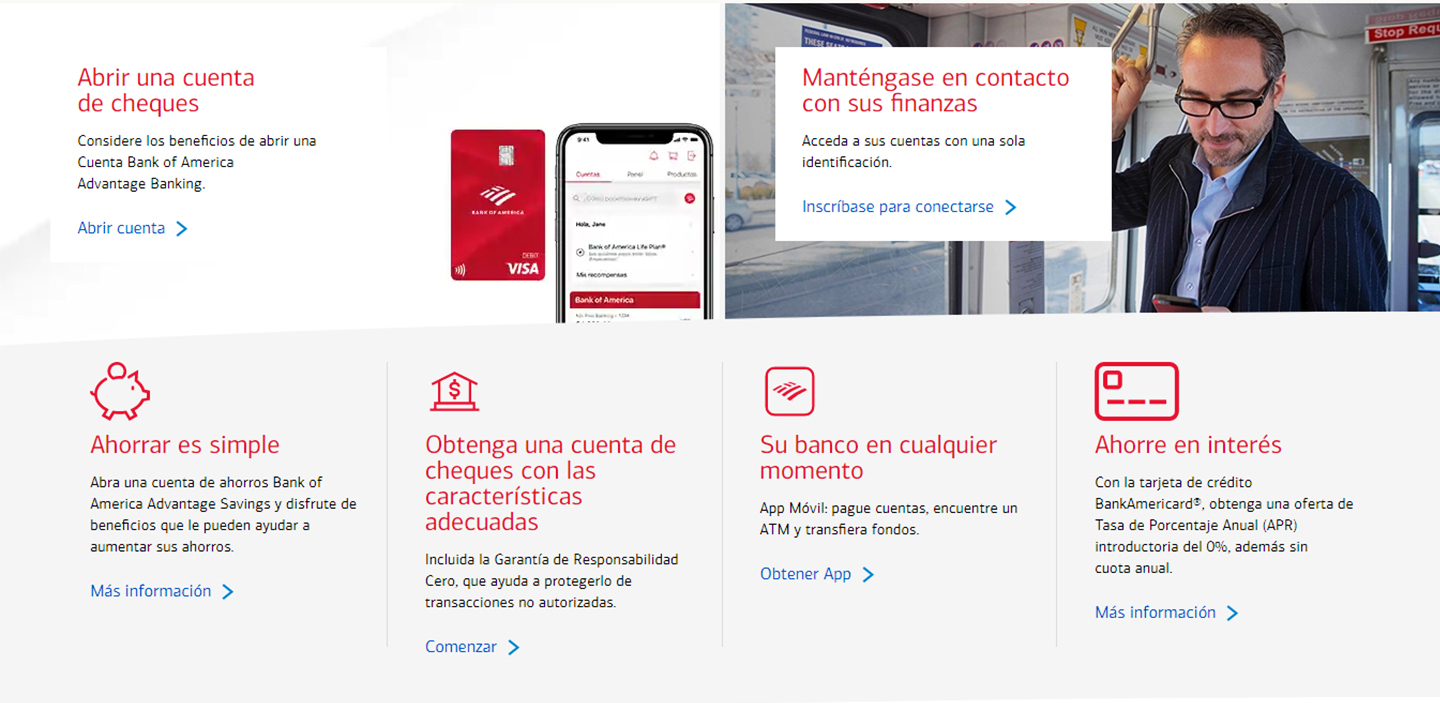 Abrir una cuenta
de cheques
Considere los beneficios de abrir una
Cuenta Bank of America
Advantage Banking.
Abrir cuenta
BANK OF AMERICA
DEBIT
VISA
9:41
Cuentas Panel Productos
Hola, Jane
Bank of America Life Plan®
Mis recompensas
Bank of America
Manténgase en contacto
con sus finanzas
Acceda a sus cuentas con una sola
identificación.
Inscríbase para conectarse
THESE SEATS
Stop Requ
Ahorrar es simple
Abra una cuenta de ahorros Bank of
America Advantage Savings y disfrute de
beneficios que le pueden ayudar a
aumentar sus ahorros.
Más información
Obtenga una cuenta de
cheques con las
características
adecuadas
Incluida la Garantía de Responsabilidad
Cero, que ayuda a protegerlo de
transacciones no autorizadas.
Comenzar
Su banco en cualquier
momento
App Móvil: pague cuentas, encuentre un
ATM y transfiera fondos.
Obtener App
Ahorre en interés
Con la tarjeta de crédito
BankAmericard®, obtenga una oferta de
Tasa de Porcentaje Anual (APR)
introductoria del 0%, además sin
cuota anual.
Más información